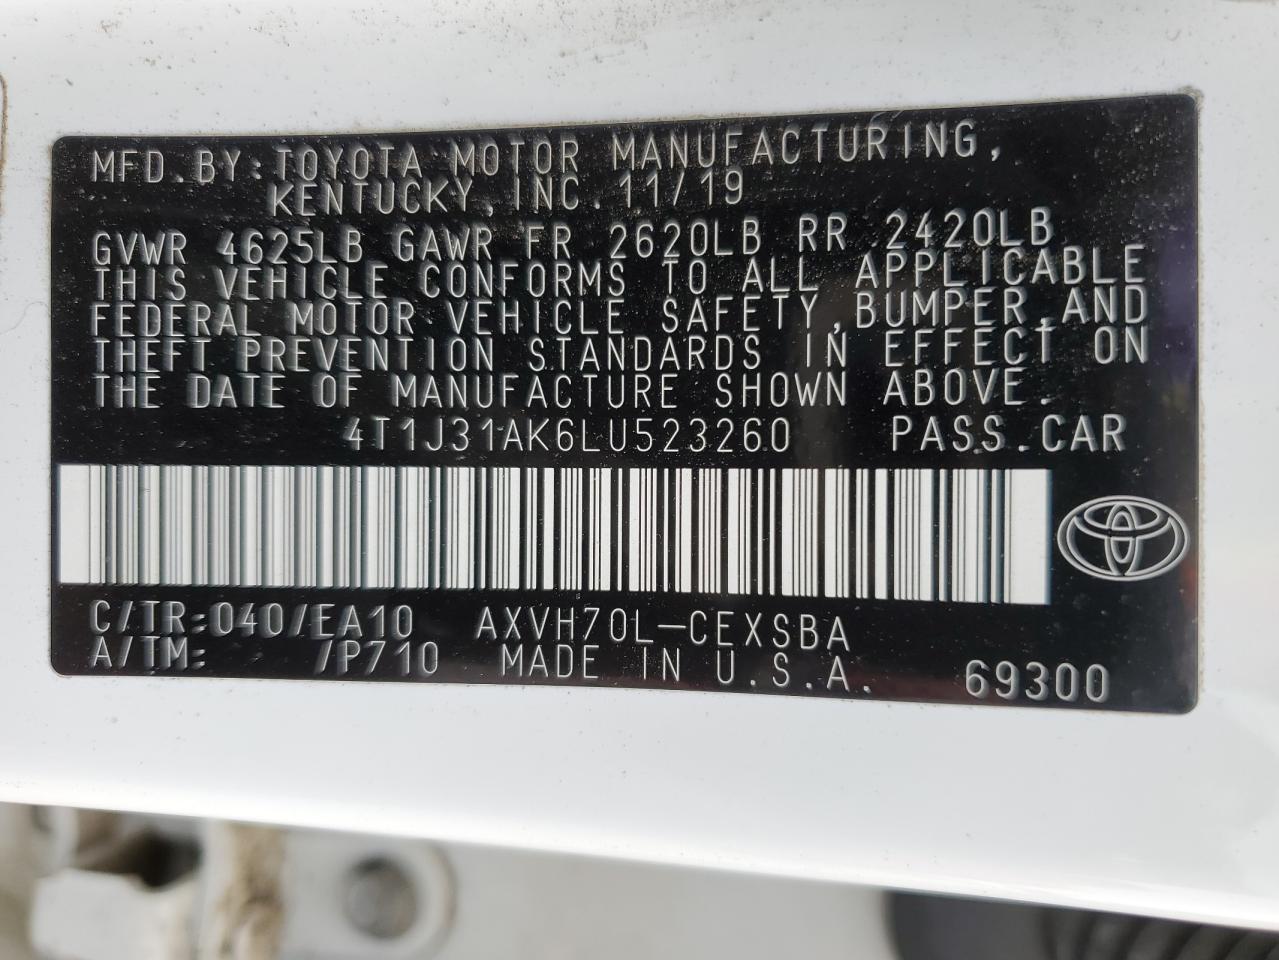 MFD. BY: TOYOTA MOTOR MANUFACTURING,
KENTUCKY, INC. 11/19
GVWR 4625LB GAWR FR 2620LB RR 2420LB
THIS VEHICLE CONFORMS TO ALL APPLICABLE
FEDERAL MOTOR VEHICLE SAFETY, BUMPER, AND
THEFT PREVENTION STANDARDS IN EFFECT ON
THE DATE OF MANUFACTURE SHOWN ABOVE.
4T1J31AK6LU523260 PASS. CAR
C/TR: 040/EA10 AXVH70L-CEXSBA
A/TM: /P710 MADE IN U.S.A. 69300